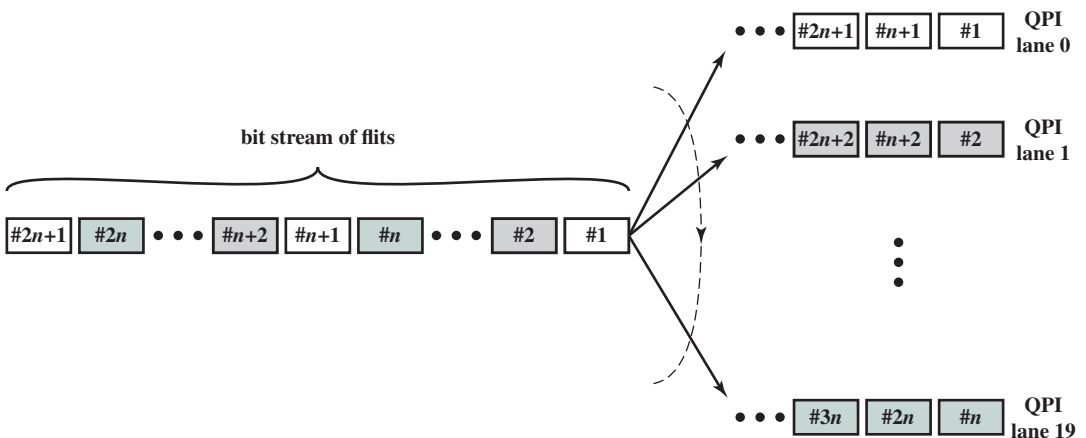 #2n+1 #n+1 #1 QPI lane 0
#2n+2 #n+2 #2 QPI lane 1
bit stream of flits
#2n+1 #2n #n+2 #n+1 #n #2 #1
#3n #2n #n QPI lane 19